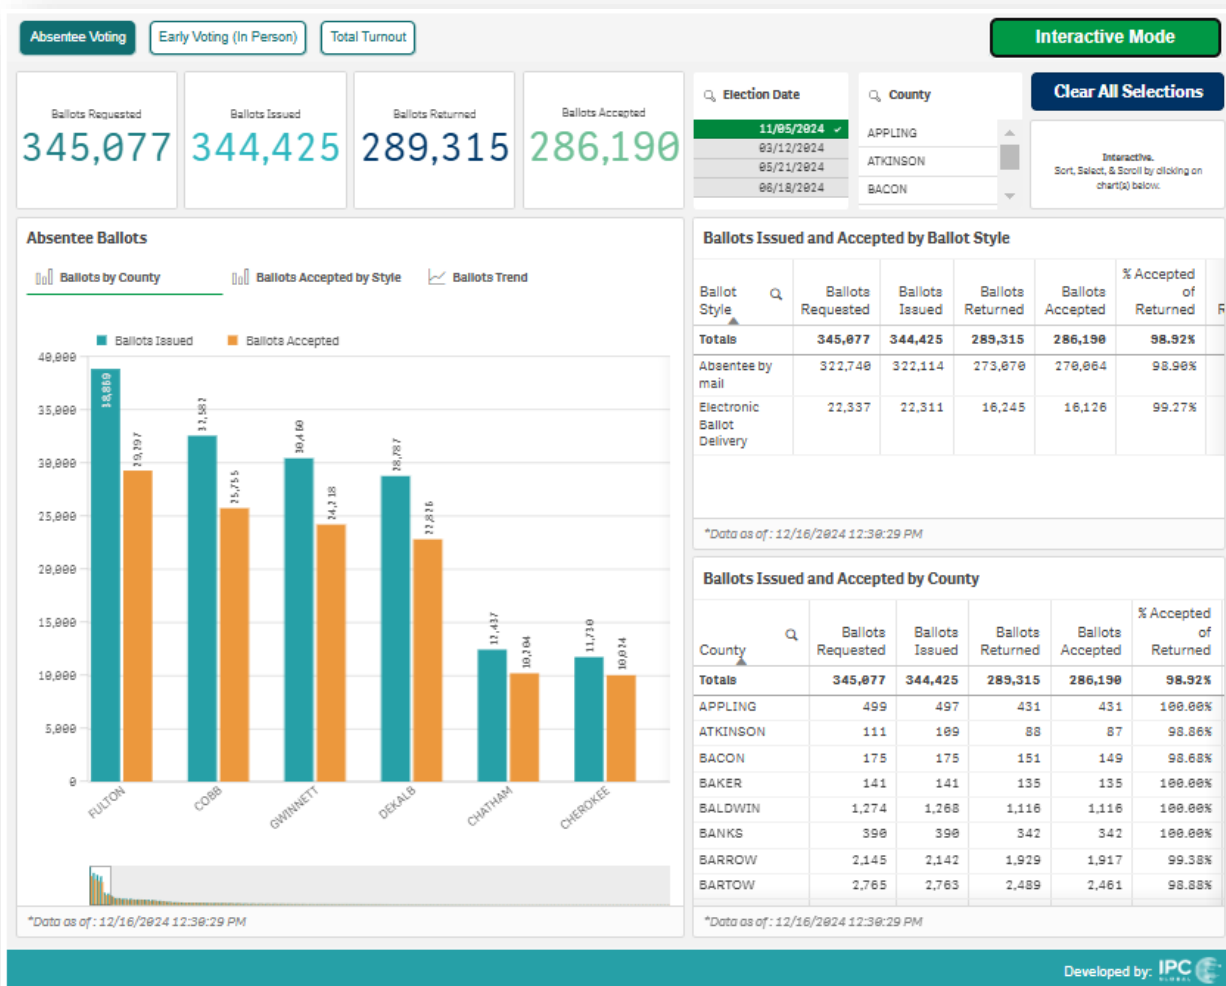 Absentee Voting
Early Voting (In Person)
Total Turnout
Interactive Mode
Ballots Requested
345,077
Ballots Issued
344,425
Ballots Returned
289,315
Ballots Accepted
286,190
Election Date
11/05/2024
03/12/2024
05/21/2024
06/18/2024
County
APPLING
ATKINSON
BACON
Clear All Selections
Interactive.
Sort, Select, & Scroll by clicking on
chart(s) below.
Absentee Ballots
Ballots by County
Ballots Accepted by Style
Ballots Trend
Ballots Issued
Ballots Accepted
40,000
35,000
30,000
25,000
20,000
15,000
10,000
5,000
0
38,869
29,297
32,587
25,755
30,460
24,218
28,787
22,826
12,437
10,204
11,710
10,024
FULTON
COBB
GWINNETT
DEKALB
CHATHAM
CHEROKEE
*Data as of: 12/16/2024 12:30:29 PM
Ballots Issued and Accepted by Ballot Style
Ballot Style Ballots Requested Ballots Issued Ballots Returned Ballots Accepted % Accepted of Returned R
Totals 345,077 344,425 289,315 286,190 98.92%
Absentee by mail 322,740 322,114 273,070 270,064 98.90%
Electronic Ballot Delivery 22,337 22,311 16,245 16,126 99.27%
*Data as of: 12/16/2024 12:30:29 PM
Ballots Issued and Accepted by County
County Ballots Requested Ballots Issued Ballots Returned Ballots Accepted % Accepted of Returned
Totals 345,077 344,425 289,315 286,190 98.92%
APPLING 499 497 431 431 100.00%
ATKINSON 111 109 88 87 98.86%
BACON 175 175 151 149 98.68%
BAKER 141 141 135 135 100.00%
BALDWIN 1,274 1,268 1,116 1,116 100.00%
BANKS 390 390 342 342 100.00%
BARROW 2,145 2,142 1,929 1,917 99.38%
BARTOW 2,765 2,763 2,489 2,461 98.88%
*Data as of: 12/16/2024 12:30:29 PM
Developed by: IPC
GLOBAL